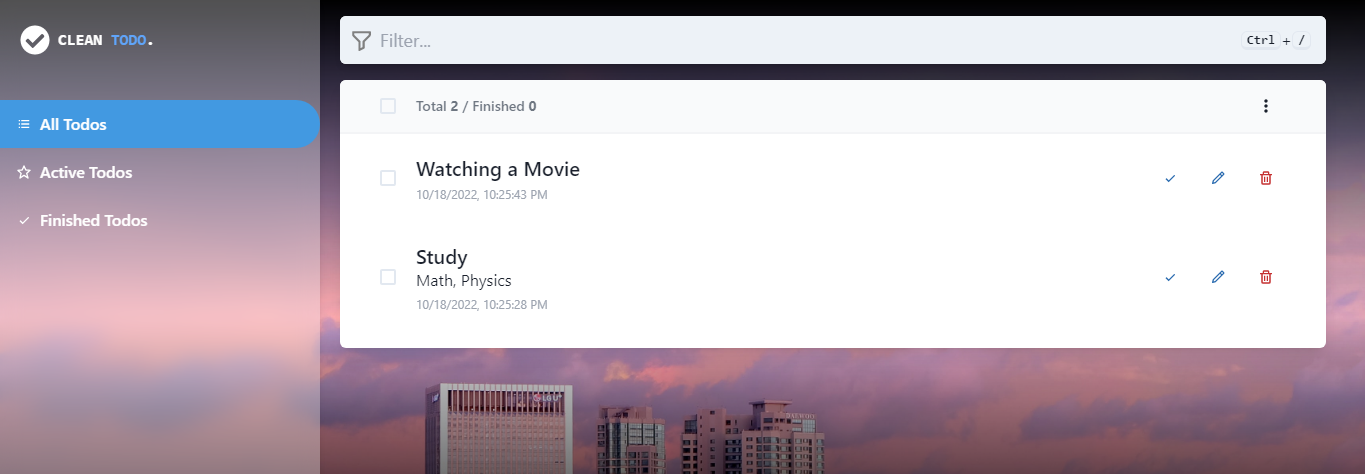 CLEAN TODO.
All Todos
Active Todos
Finished Todos
Filter...
Ctrl + /
Total 2 / Finished 0
Watching a Movie
10/18/2022, 10:25:43 PM
Study
Math, Physics
10/18/2022, 10:25:28 PM
DAEWOO